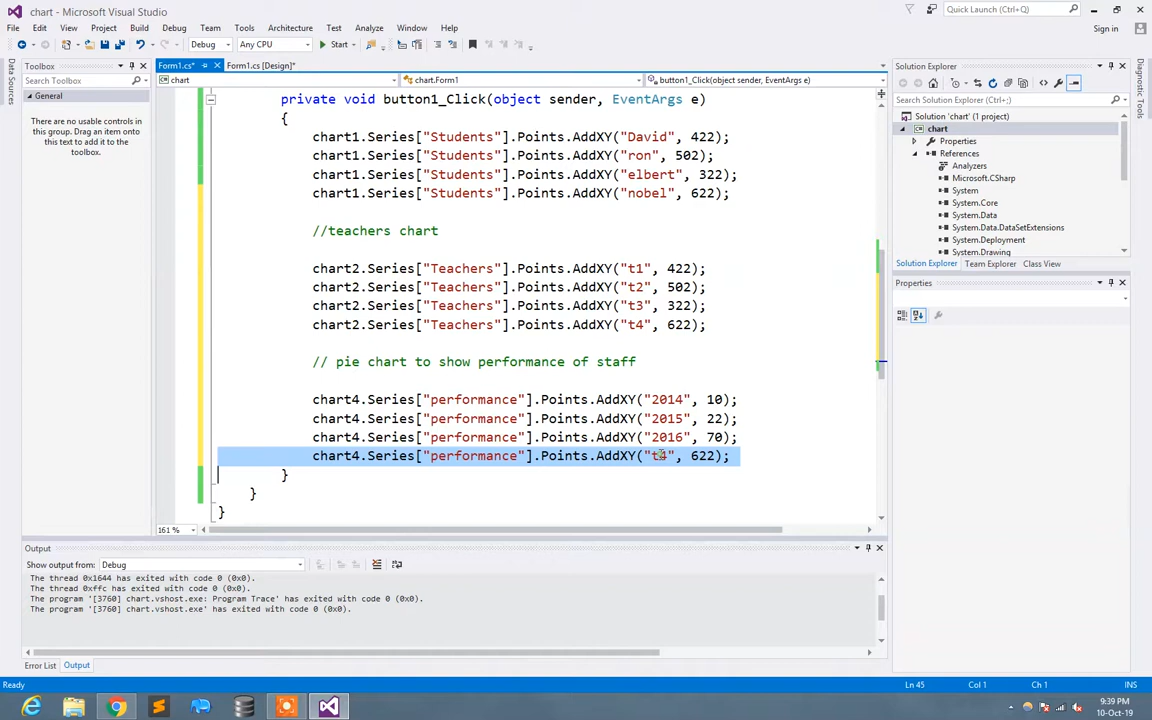 chart - Microsoft Visual Studio
Quick Launch (Ctrl+;)
File Edit View Project Build Debug Team Tools Architecture Test Analyze Window Help
Sign in
Debug Any CPU Start
Toolbox
Form1.cs* Form1.cs [Design]*
Solution Explorer
Search Toolbox
chart chart.Form1 button1_Click(object sender, EventArgs e)
General
There are no usable controls in
this group. Drag an item onto
this text to add it to the
toolbox.
Data Sources
private void button1_Click(object sender, EventArgs e)
{
chart1.Series["Students"].Points.AddXY("David", 422);
chart1.Series["Students"].Points.AddXY("ron", 502);
chart1.Series["Students"].Points.AddXY("elbert", 322);
chart1.Series["Students"].Points.AddXY("nobel", 622);
//teachers chart
chart2.Series["Teachers"].Points.AddXY("t1", 422);
chart2.Series["Teachers"].Points.AddXY("t2", 502);
chart2.Series["Teachers"].Points.AddXY("t3", 322);
chart2.Series["Teachers"].Points.AddXY("t4", 622);
// pie chart to show performance of staff
chart4.Series["performance"].Points.AddXY("2014", 10);
chart4.Series["performance"].Points.AddXY("2015", 22);
chart4.Series["performance"].Points.AddXY("2016", 70);
chart4.Series["performance"].Points.AddXY("t4", 622);
}
}
}
161 %
Search Solution Explorer (Ctrl+;)
Solution 'chart' (1 project)
chart
Properties
References
Analyzers
Microsoft.CSharp
System
System.Core
System.Data
System.Data.DataSetExtensions
System.Deployment
System.Drawing
Solution Explorer Team Explorer Class View
Properties
Diagnostic Tools
Output
Show output from: Debug
The thread 0x1644 has exited with code 0 (0x0).
The thread 0xffc has exited with code 0 (0x0).
The program '[3760] chart.vshost.exe: Program Trace' has exited with code 0 (0x0).
The program '[3760] chart.vshost.exe' has exited with code 0 (0x0).
Error List Output
Ready Ln 45 Col 1 Ch 1 INS
9:39 PM
10-Oct-19